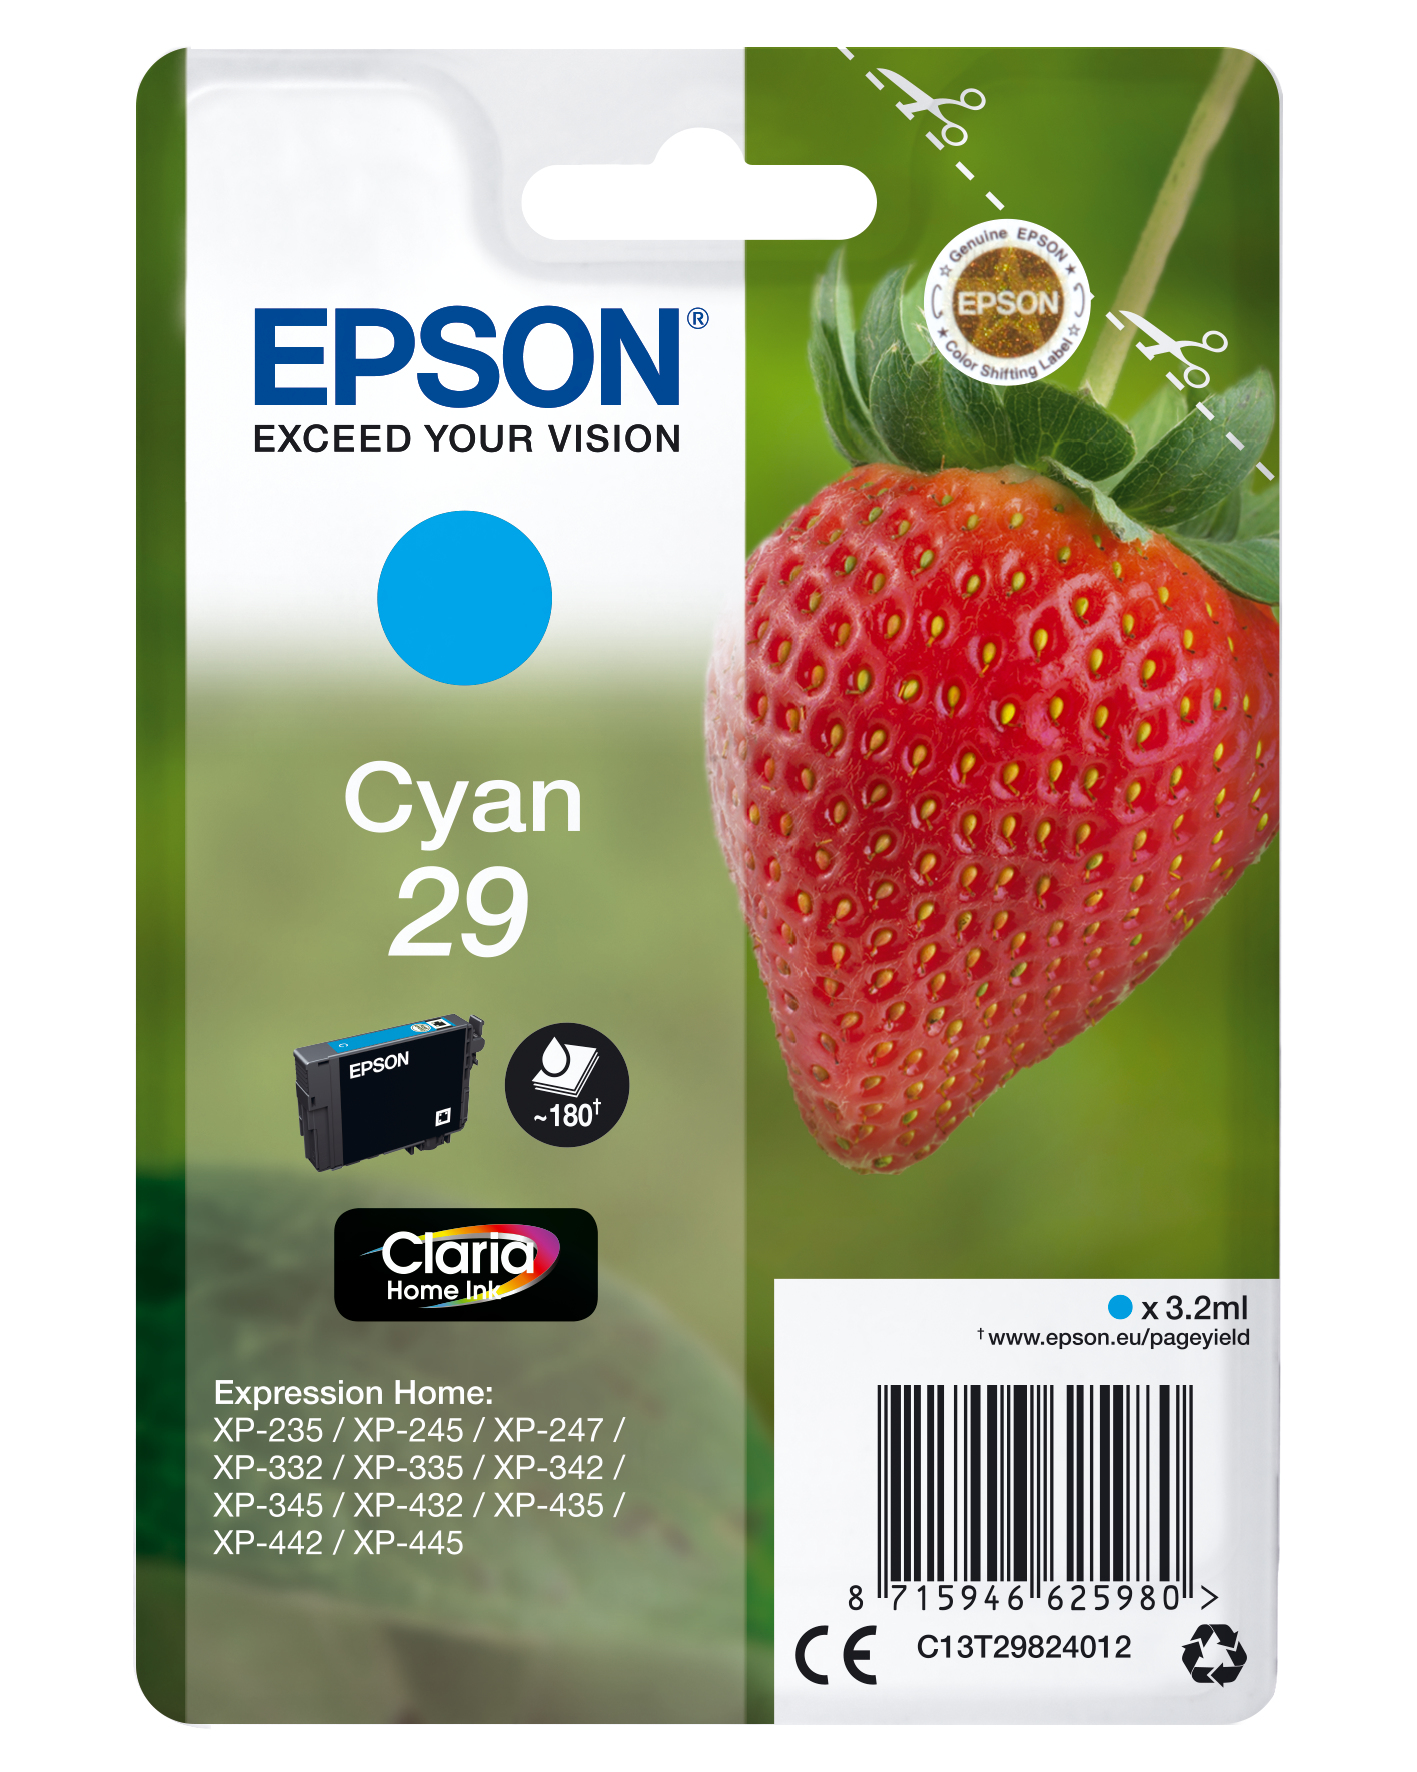 Genuine EPSON
EPSON
Color Shifting Label
EPSON®
EXCEED YOUR VISION
Cyan
29
EPSON
C
~180†
Claria
Home Ink
Expression Home:
XP-235 / XP-245 / XP-247 /
XP-332 / XP-335 / XP-342 /
XP-345 / XP-432 / XP-435 /
XP-442 / XP-445
x 3.2ml
† www.epson.eu/pageyield
8 715946 625980 >
CE
C13T29824012